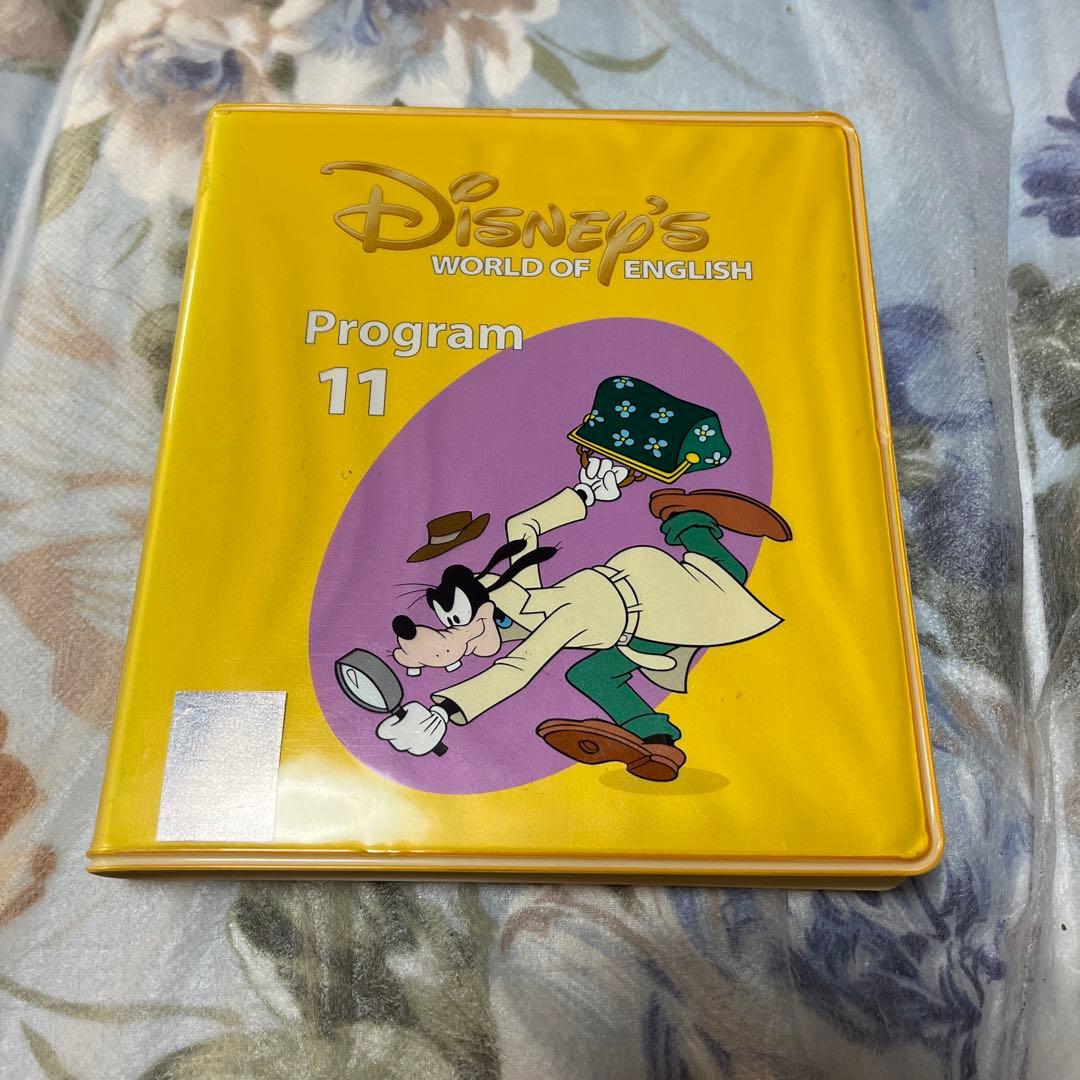 Disney's
WORLD OF ENGLISH
Program
11